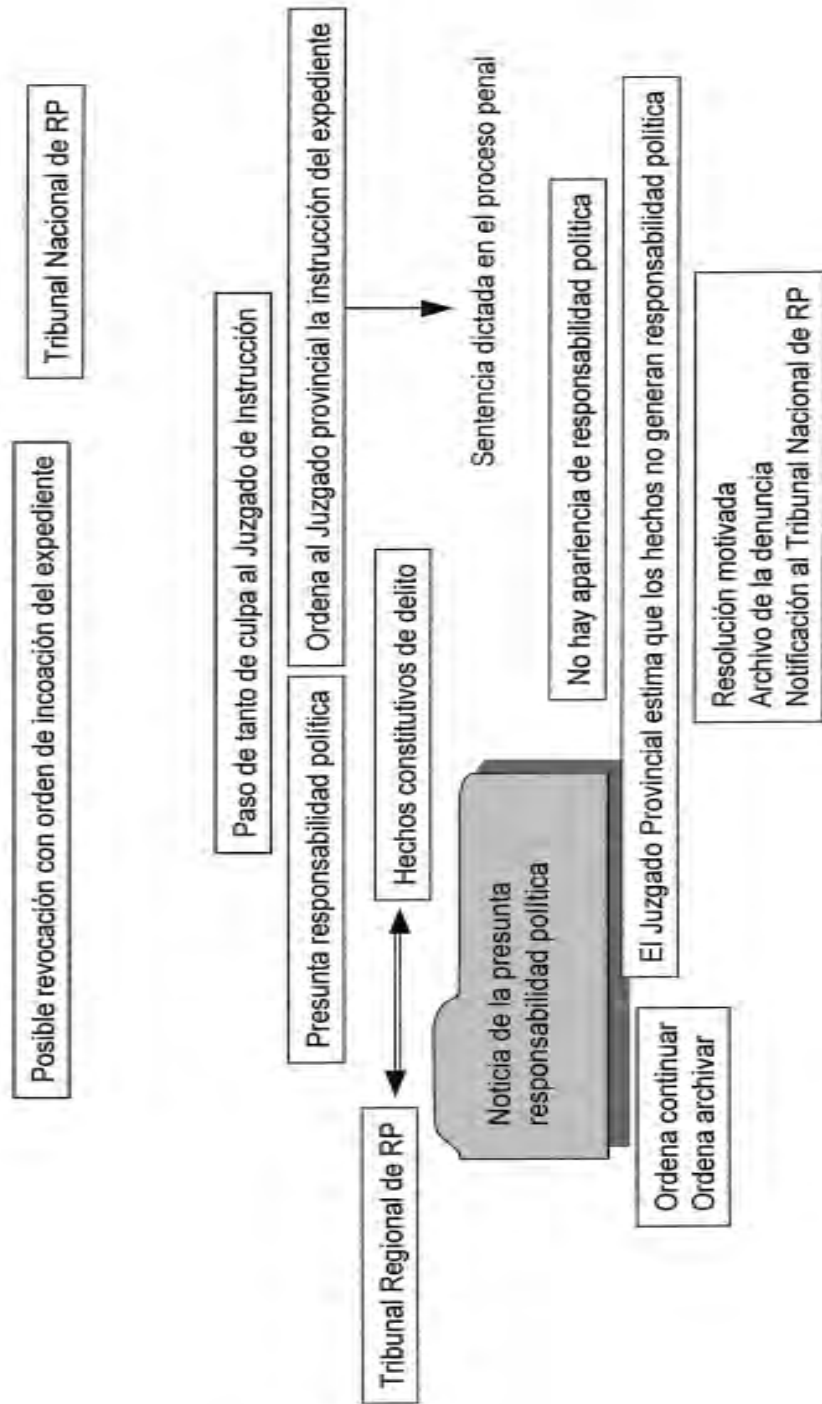 Posible revocación con orden de incoación del expediente
Tribunal Nacional de RP
Paso de tanto de culpa al Juzgado de Instrucción
Presunta responsabilidad política
Ordena al Juzgado provincial la instrucción del expediente
Tribunal Regional de RP
Hechos constitutivos de delito
Noticia de la presunta
responsabilidad política
Sentencia dictada en el proceso penal
No hay apariencia de responsabilidad política
El Juzgado Provincial estima que los hechos no generan responsabilidad política
Ordena continuar
Ordena archivar
Resolución motivada
Archivo de la denuncia
Notificación al Tribunal Nacional de RP